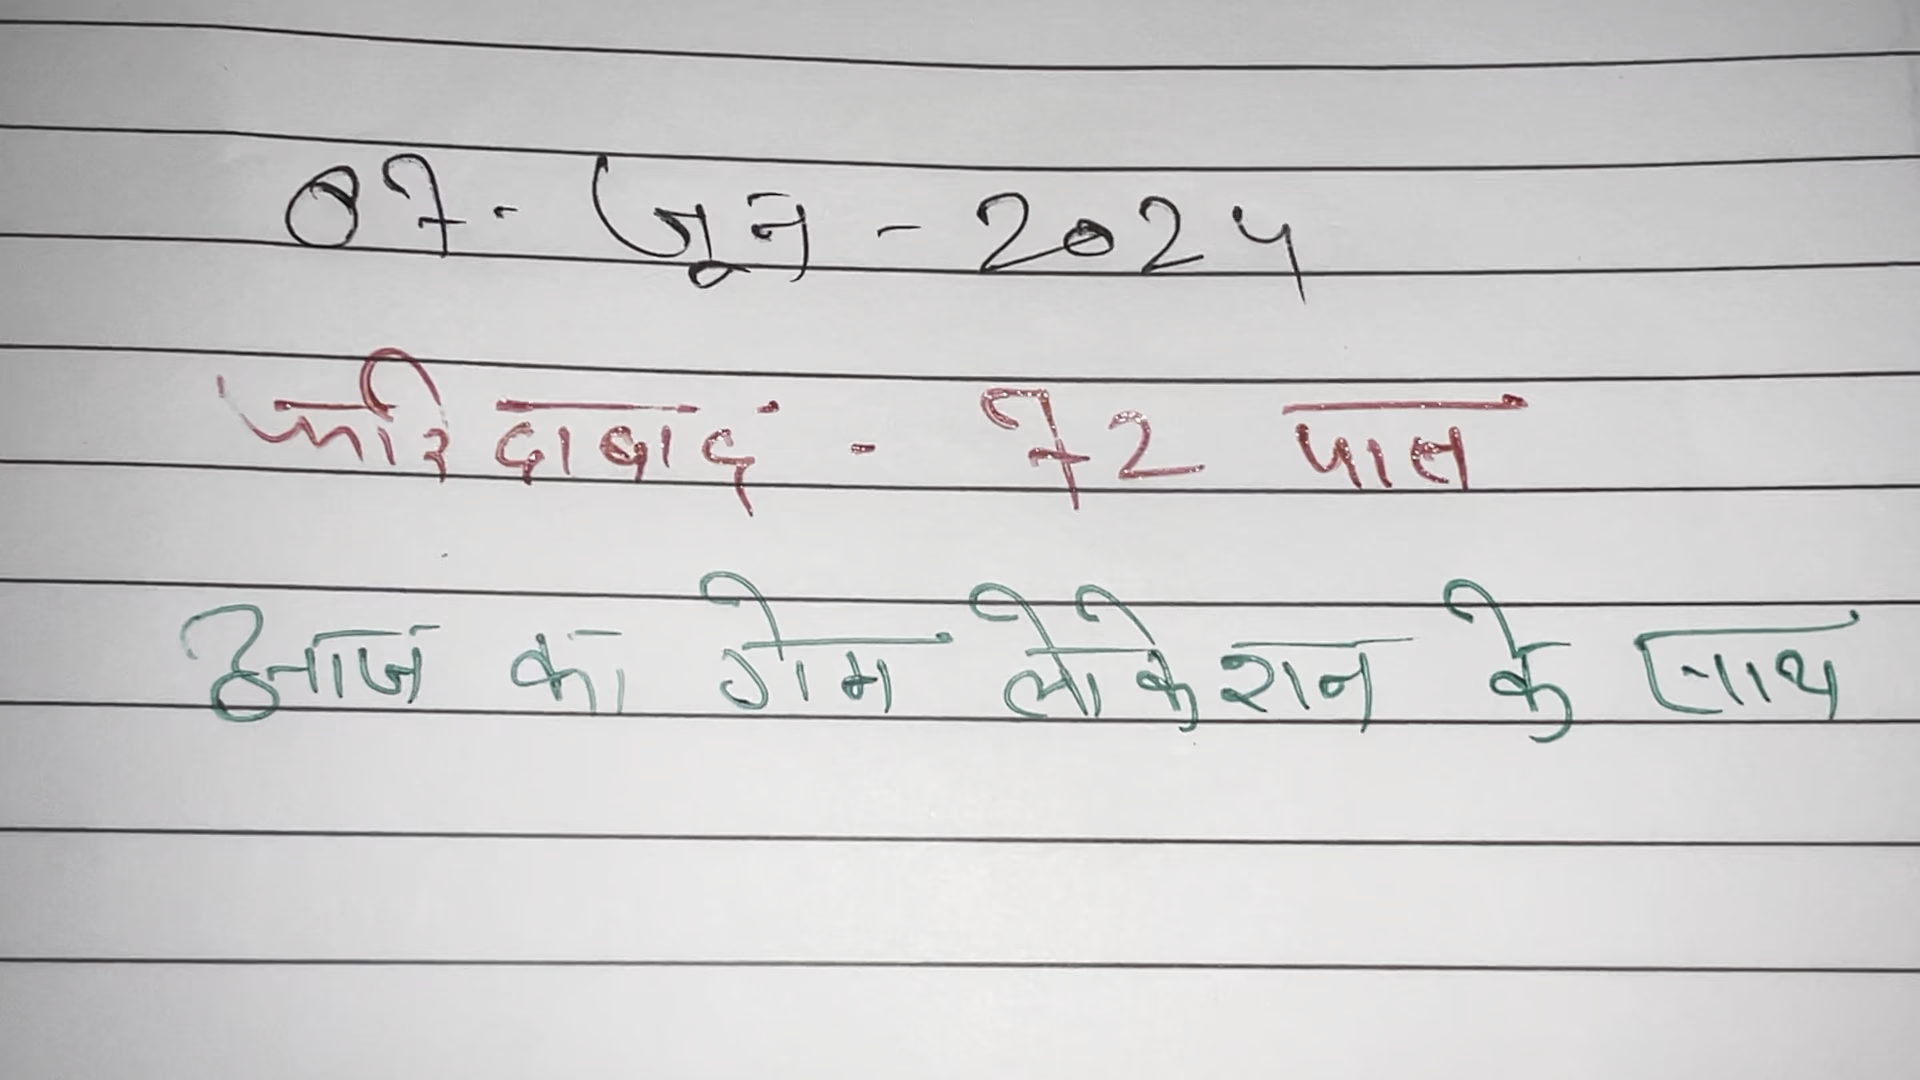 07 - जून - 2024
फरिदाबाद - 72 पास
आज का गेम लोकेशन के साथ